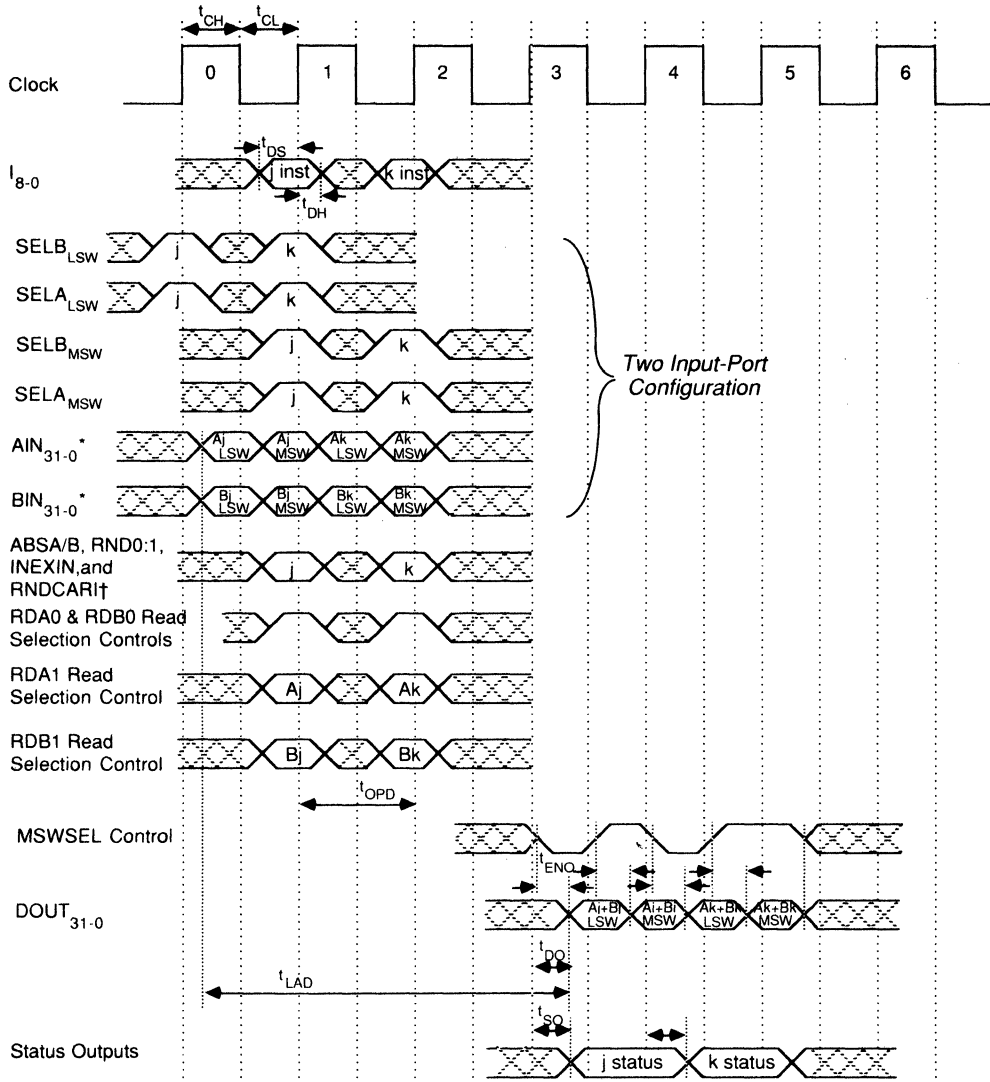 tCH tCL
Clock
0 1 2 3 4 5 6
tDS
I8-0
j inst k inst
tDH
SELBLSW
j k
SELALSW
j k
SELBMSW
j k
SELAMSW
j k
Two Input-Port
Configuration
AIN31-0*
Aj LSW Aj MSW Ak LSW Ak MSW
BIN31-0*
Bj LSW Bj MSW Bk LSW Bk MSW
ABSA/B, RND0:1,
INEXIN,and
RNDCARI†
j k
RDA0 & RDB0 Read
Selection Controls
RDA1 Read
Selection Control
Aj Ak
RDB1 Read
Selection Control
Bj Bk
tOPD
MSWSEL Control
tENO
DOUT31-0
Aj+Bj LSW Aj+Bj MSW Ak+Bk LSW Ak+Bk MSW
tDO
tLAD
tSO
Status Outputs
j status k status